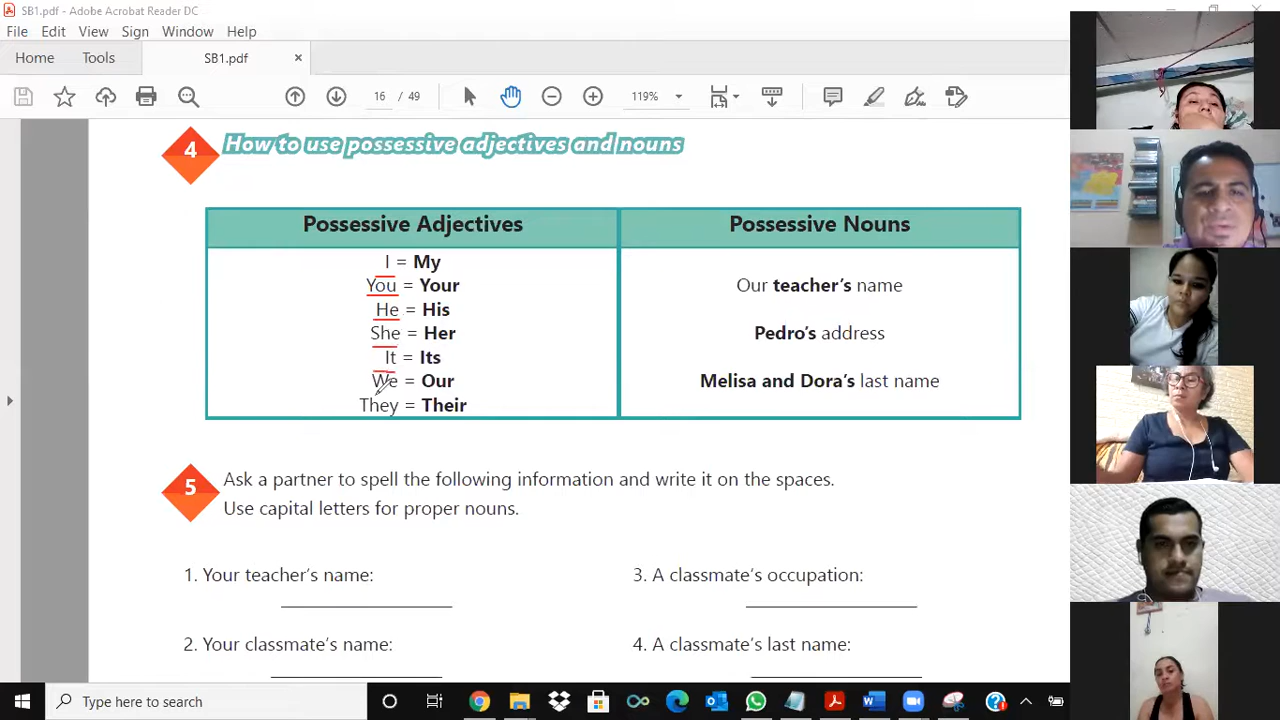 SB1.pdf - Adobe Acrobat Reader DC
File Edit View Sign Window Help
Home Tools SB1.pdf ×
16 / 49 119%
4 How to use possessive adjectives and nouns
Possessive Adjectives Possessive Nouns
I = My
You = Your Our teacher's name
He = His
She = Her Pedro's address
It = Its
We = Our Melisa and Dora's last name
They = Their
5 Ask a partner to spell the following information and write it on the spaces.
Use capital letters for proper nouns.
1. Your teacher's name: 3. A classmate's occupation:
2. Your classmate's name: 4. A classmate's last name:
Type here to search